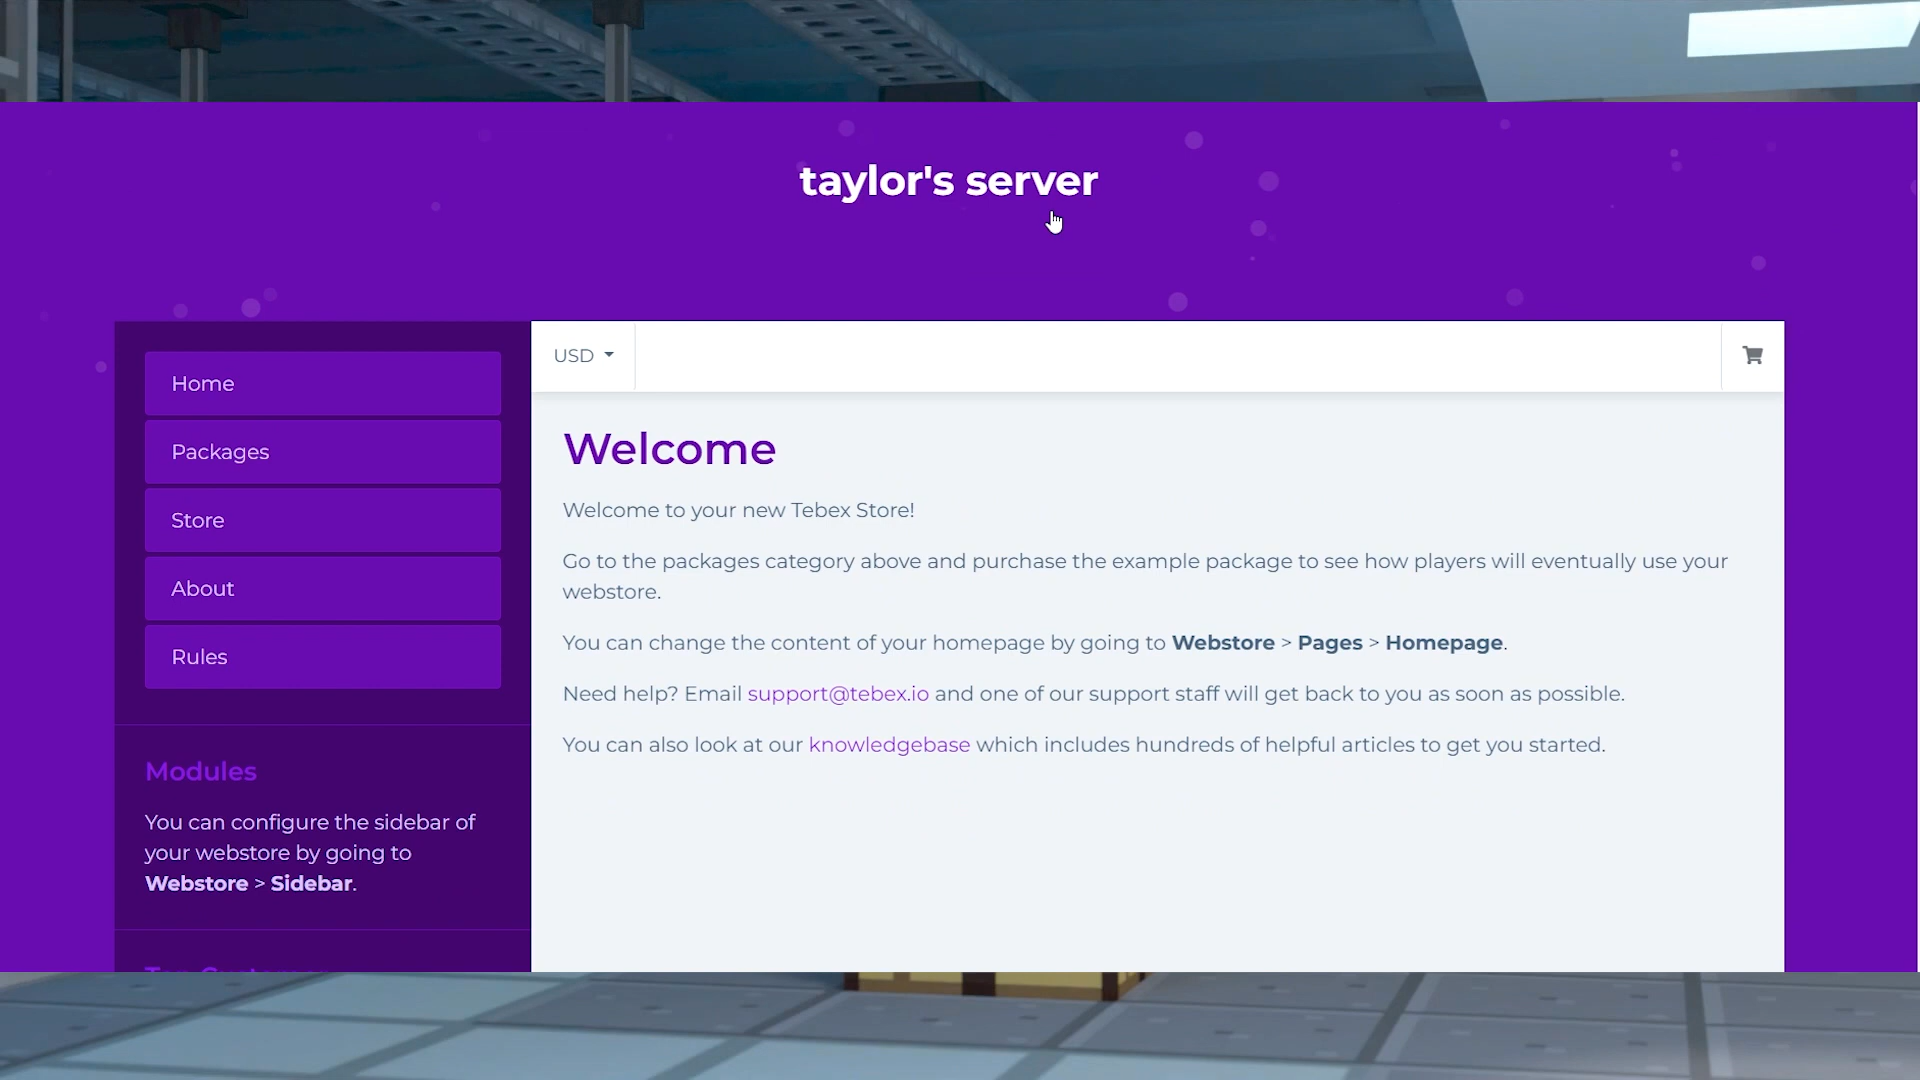 taylor's server
USD
Home
Packages
Store
About
Rules
Modules
You can configure the sidebar of
your webstore by going to
Webstore > Sidebar.
Welcome
Welcome to your new Tebex Store!
Go to the packages category above and purchase the example package to see how players will eventually use your
webstore.
You can change the content of your homepage by going to Webstore > Pages > Homepage.
Need help? Email support@tebex.io and one of our support staff will get back to you as soon as possible.
You can also look at our knowledgebase which includes hundreds of helpful articles to get you started.